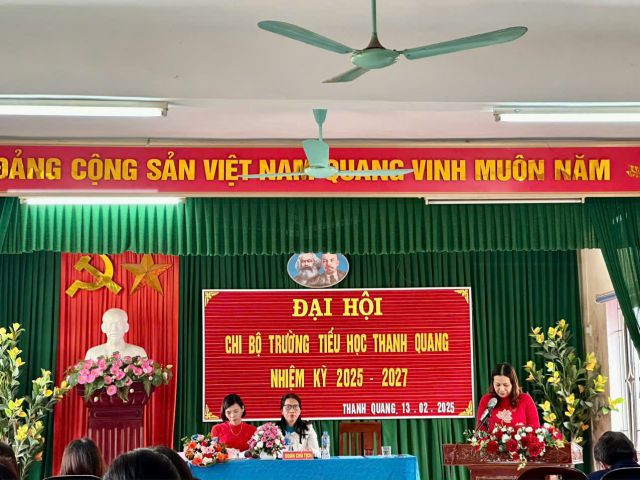 ĐẢNG CỘNG SẢN VIỆT NAM QUANG VINH MUÔN NĂM
ĐẠI HỘI
CHI BỘ TRƯỜNG TIỂU HỌC THANH QUANG
NHIỆM KỲ 2025 - 2027
THANH QUANG, 13.02.2025
ĐOÀN CHỦ TỊCH